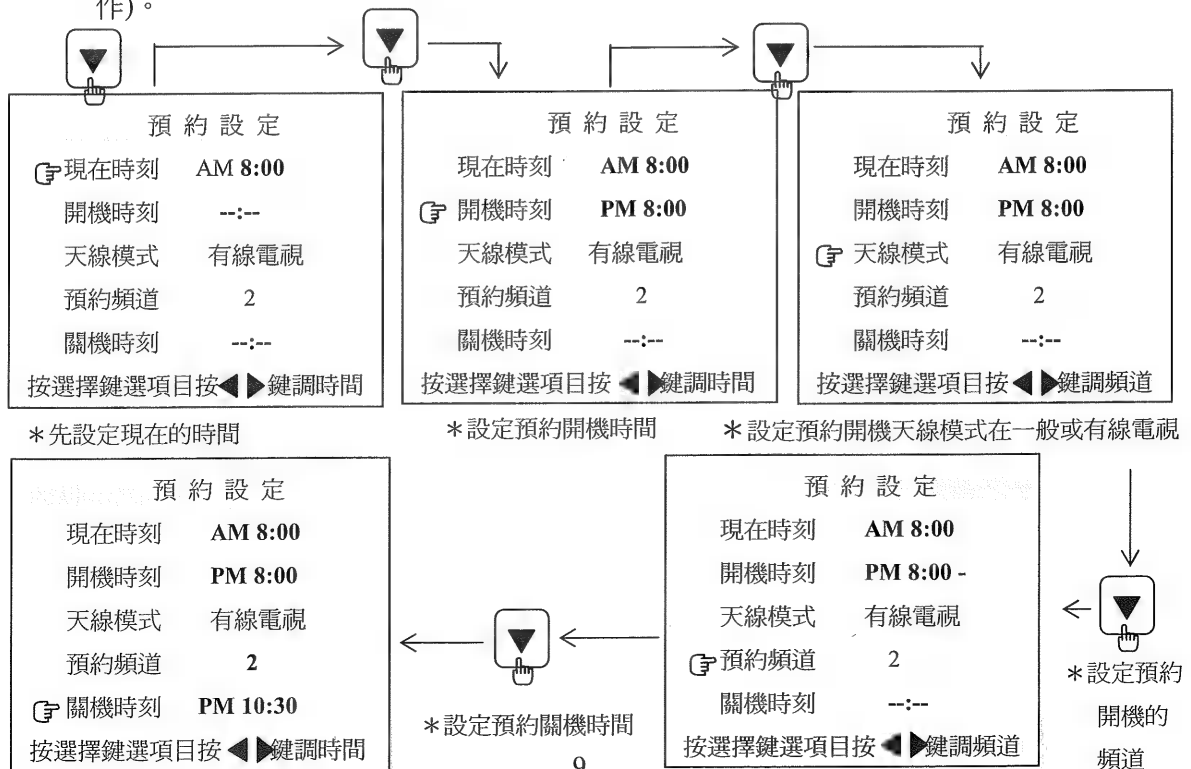 作)。
預約設定
現在時刻 AM 8:00
開機時刻 --:--
天線模式 有線電視
預約頻道 2
關機時刻 --:--
按選擇鍵選項目按◀ ▶鍵調時間
＊先設定現在的時間
預約設定
現在時刻 AM 8:00
開機時刻 PM 8:00
天線模式 有線電視
預約頻道 2
關機時刻 --:--
按選擇鍵選項目按◀ ▶鍵調時間
＊設定預約開機時間
預約設定
現在時刻 AM 8:00
開機時刻 PM 8:00
天線模式 有線電視
預約頻道 2
關機時刻 --:--
按選擇鍵選項目按◀ ▶鍵調頻道
＊設定預約開機天線模式在一般或有線電視
＊設定預約
開機的
頻道
預約設定
現在時刻 AM 8:00
開機時刻 PM 8:00 -
天線模式 有線電視
預約頻道 2
關機時刻 --:--
按選擇鍵選項目按◀ ▶鍵調頻道
＊設定預約關機時間
預約設定
現在時刻 AM 8:00
開機時刻 PM 8:00
天線模式 有線電視
預約頻道 2
關機時刻 PM 10:30
按選擇鍵選項目按◀ ▶鍵調時間
9